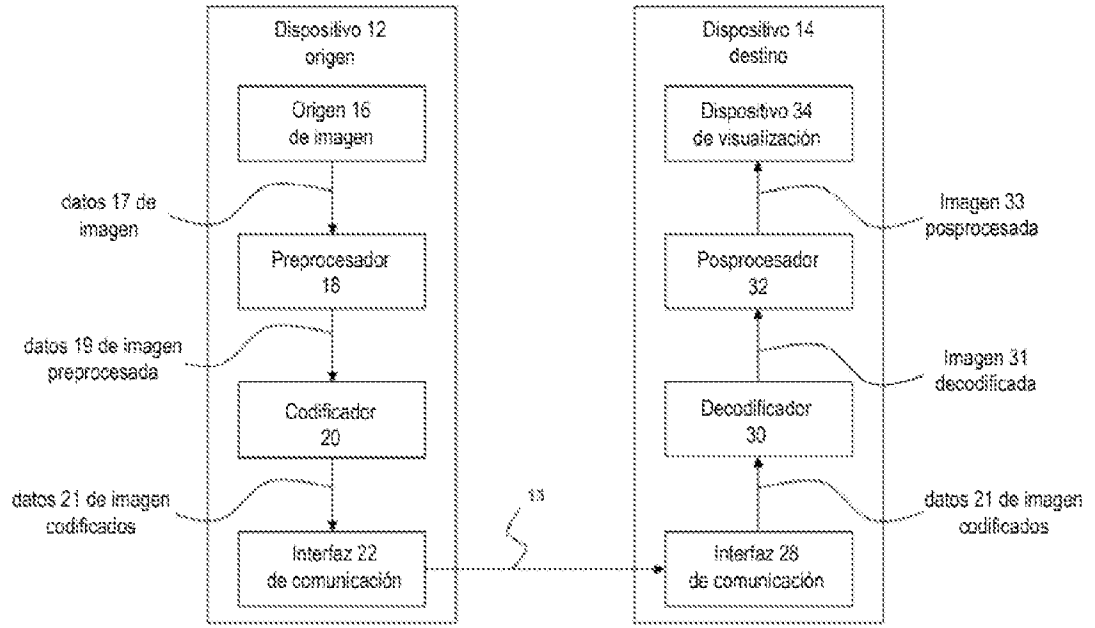 Dispositivo 12
origen
Origen 16
de imagen
datos 17 de
imagen
Preprocesador
18
datos 19 de imagen
preprocesada
Codificador
20
datos 21 de imagen
codificados
Interfaz 22
de comunicación
13
Dispositivo 14
destino
Dispositivo 34
de visualización
Imagen 33
posprocesada
Posprocesador
32
Imagen 31
decodificada
Decodificador
30
datos 21 de imagen
codificados
Interfaz 28
de comunicación